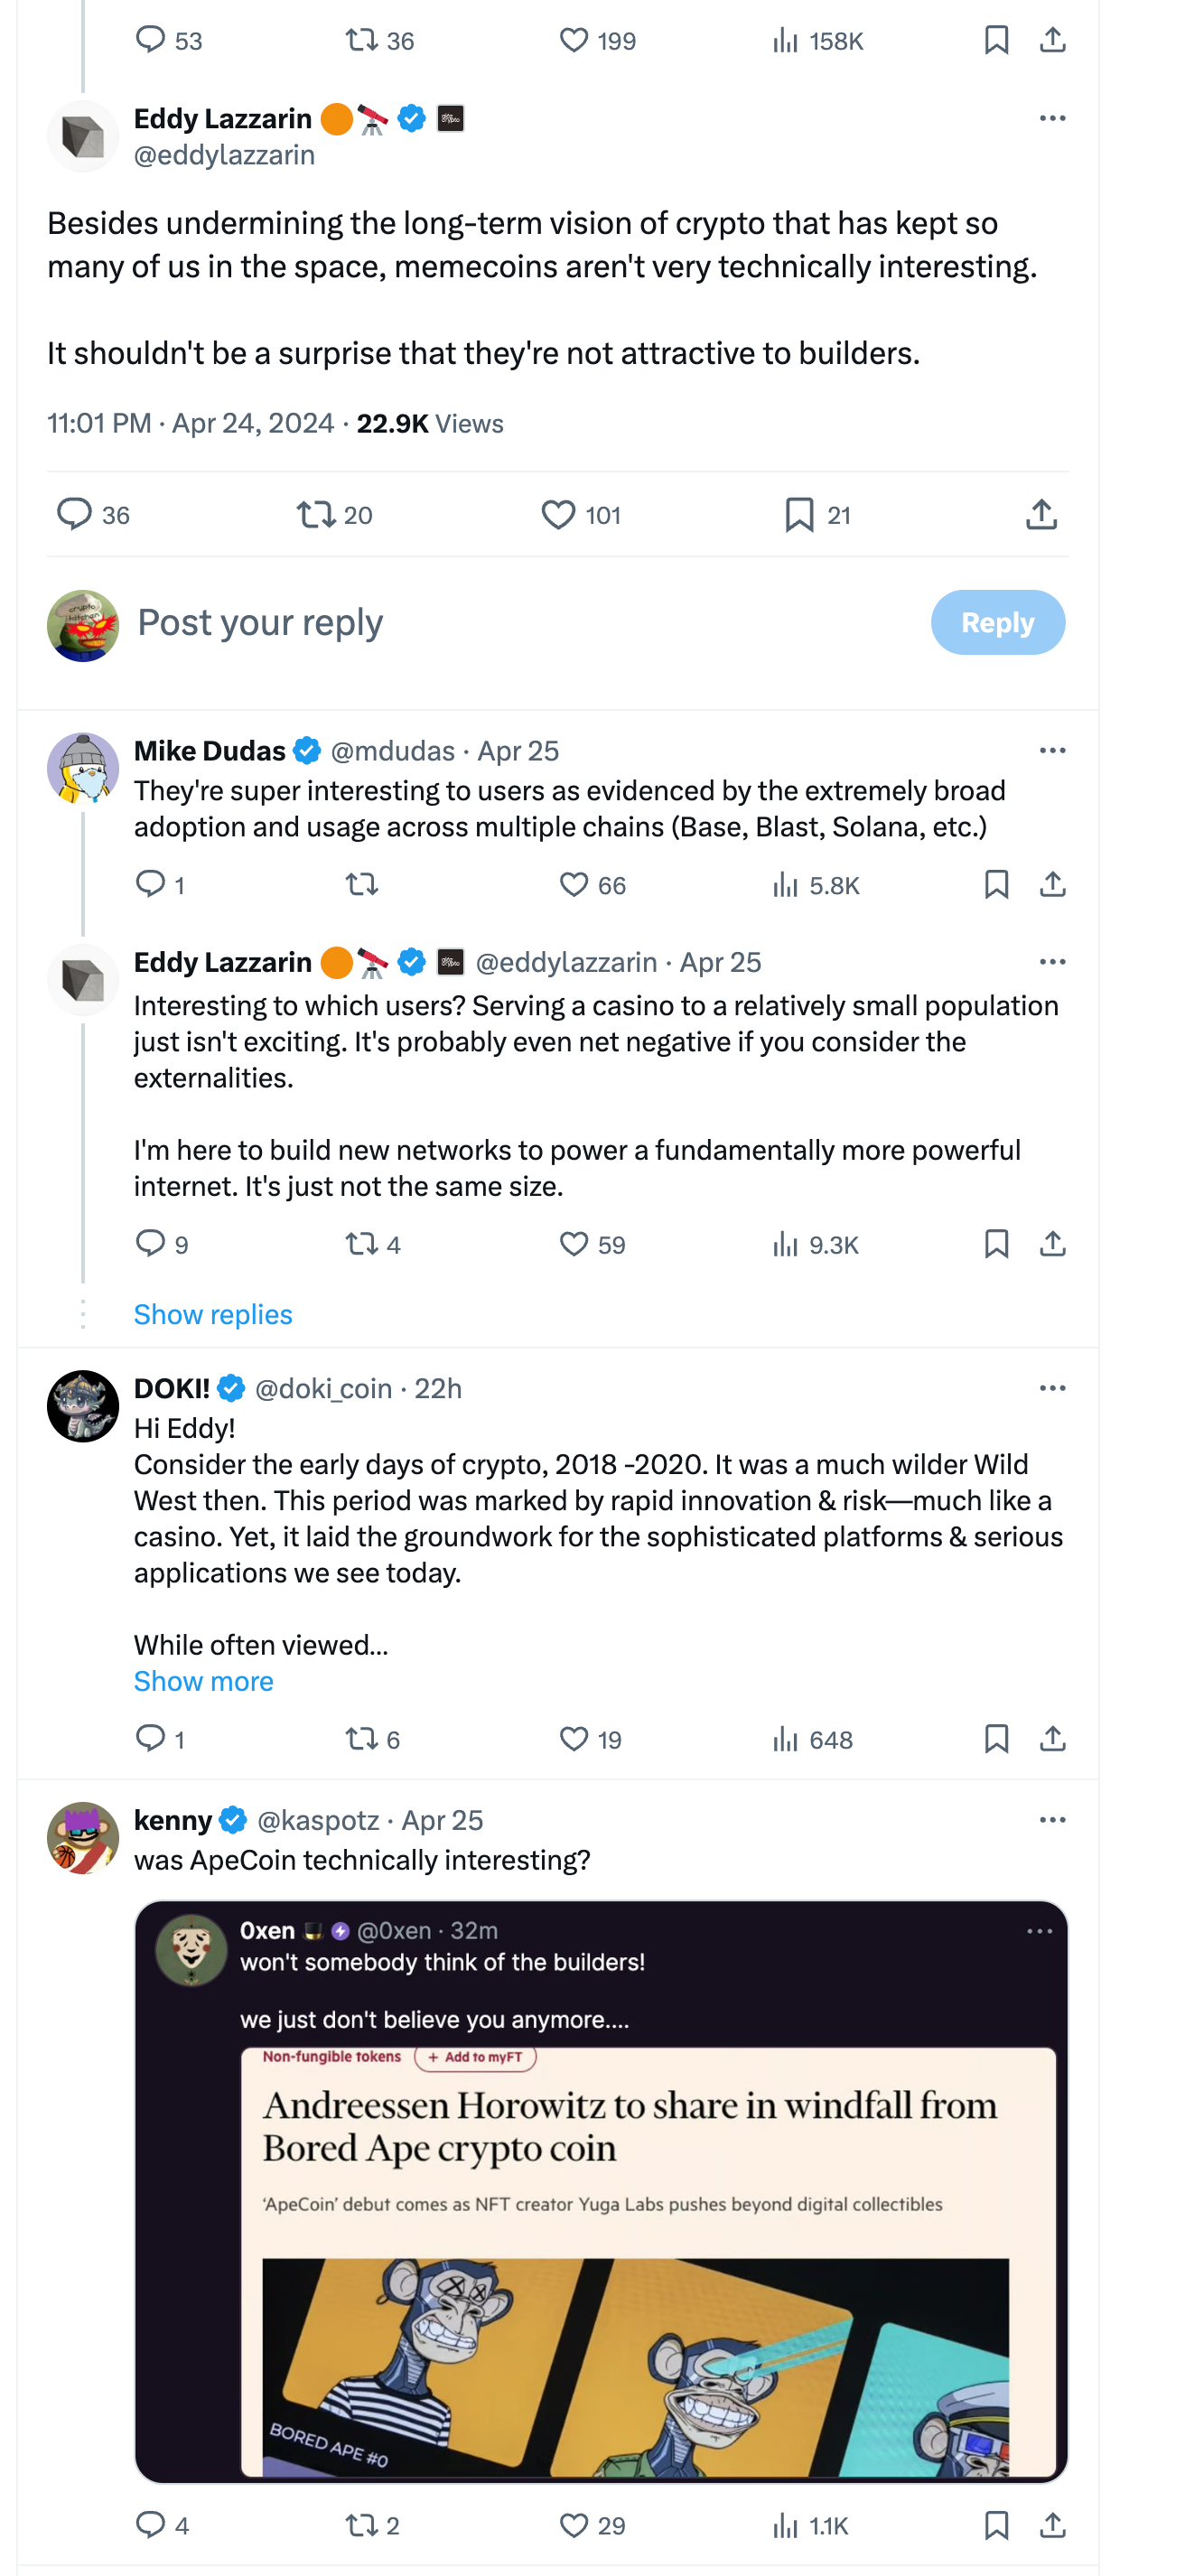 53 36 199 158K
Eddy Lazzarin
@eddylazzarin
Besides undermining the long-term vision of crypto that has kept so
many of us in the space, memecoins aren't very technically interesting.
It shouldn't be a surprise that they're not attractive to builders.
11:01 PM · Apr 24, 2024 · 22.9K Views
36 20 101 21
Post your reply
Reply
Mike Dudas @mdudas · Apr 25
They're super interesting to users as evidenced by the extremely broad
adoption and usage across multiple chains (Base, Blast, Solana, etc.)
1 66 5.8K
Eddy Lazzarin @eddylazzarin · Apr 25
Interesting to which users? Serving a casino to a relatively small population
just isn't exciting. It's probably even net negative if you consider the
externalities.
I'm here to build new networks to power a fundamentally more powerful
internet. It's just not the same size.
9 4 59 9.3K
Show replies
DOKI! @doki_coin · 22h
Hi Eddy!
Consider the early days of crypto, 2018 -2020. It was a much wilder Wild
West then. This period was marked by rapid innovation & risk—much like a
casino. Yet, it laid the groundwork for the sophisticated platforms & serious
applications we see today.
While often viewed...
Show more
1 6 19 648
kenny @kaspotz · Apr 25
was ApeCoin technically interesting?
0xen @0xen · 32m
won't somebody think of the builders!
we just don't believe you anymore....
Non-fungible tokens + Add to myFT
Andreessen Horowitz to share in windfall from
Bored Ape crypto coin
‘ApeCoin’ debut comes as NFT creator Yuga Labs pushes beyond digital collectibles
BORED APE #0
4 2 29 1.1K